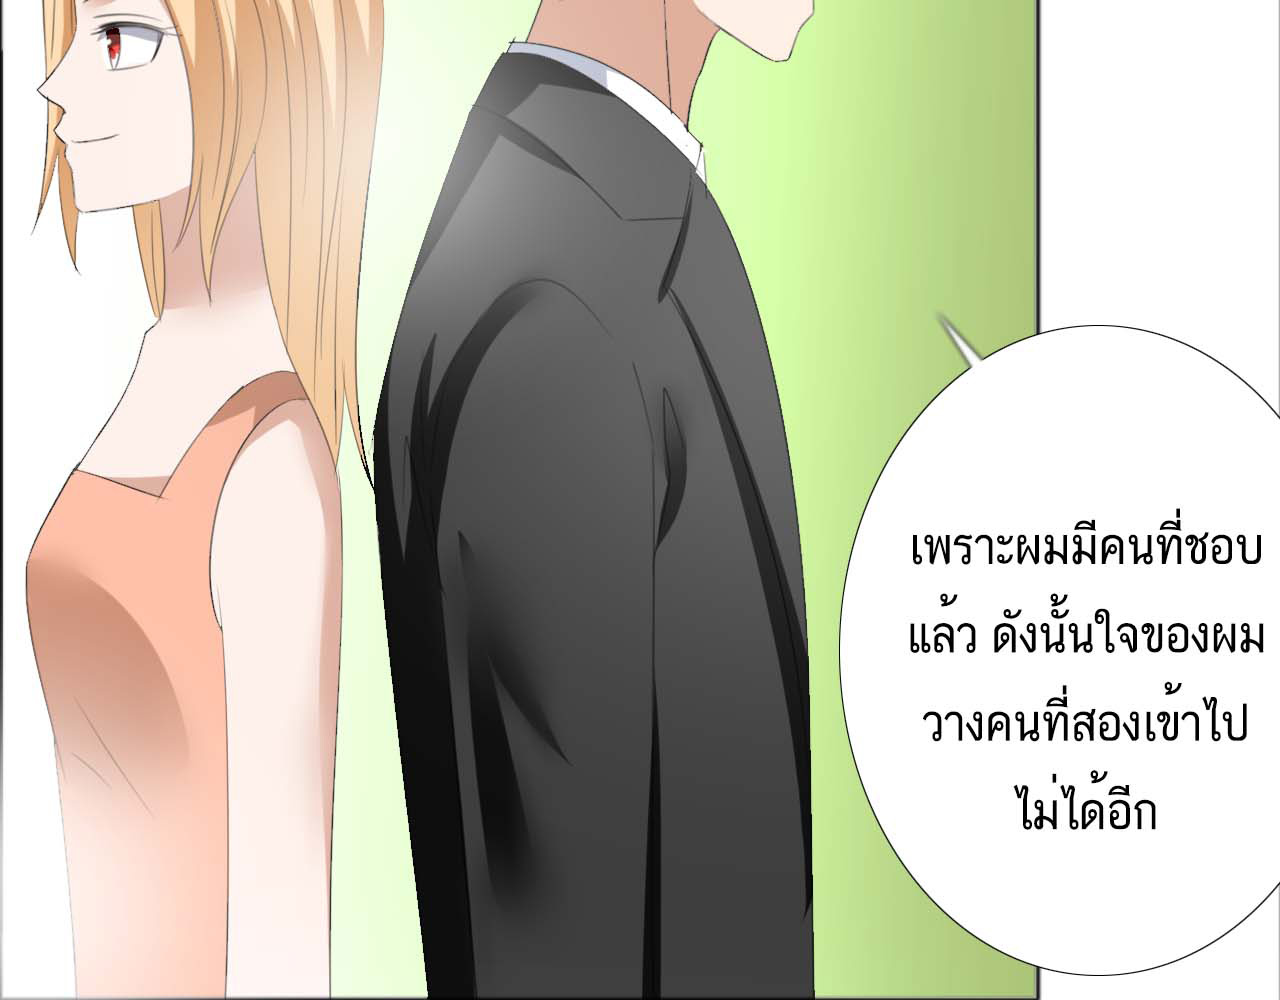 เพราะผมมีคนที่ชอบ
แล้ว ดังนั้นใจของผม
วางคนที่สองเข้าไป
ไม่ได้อีก